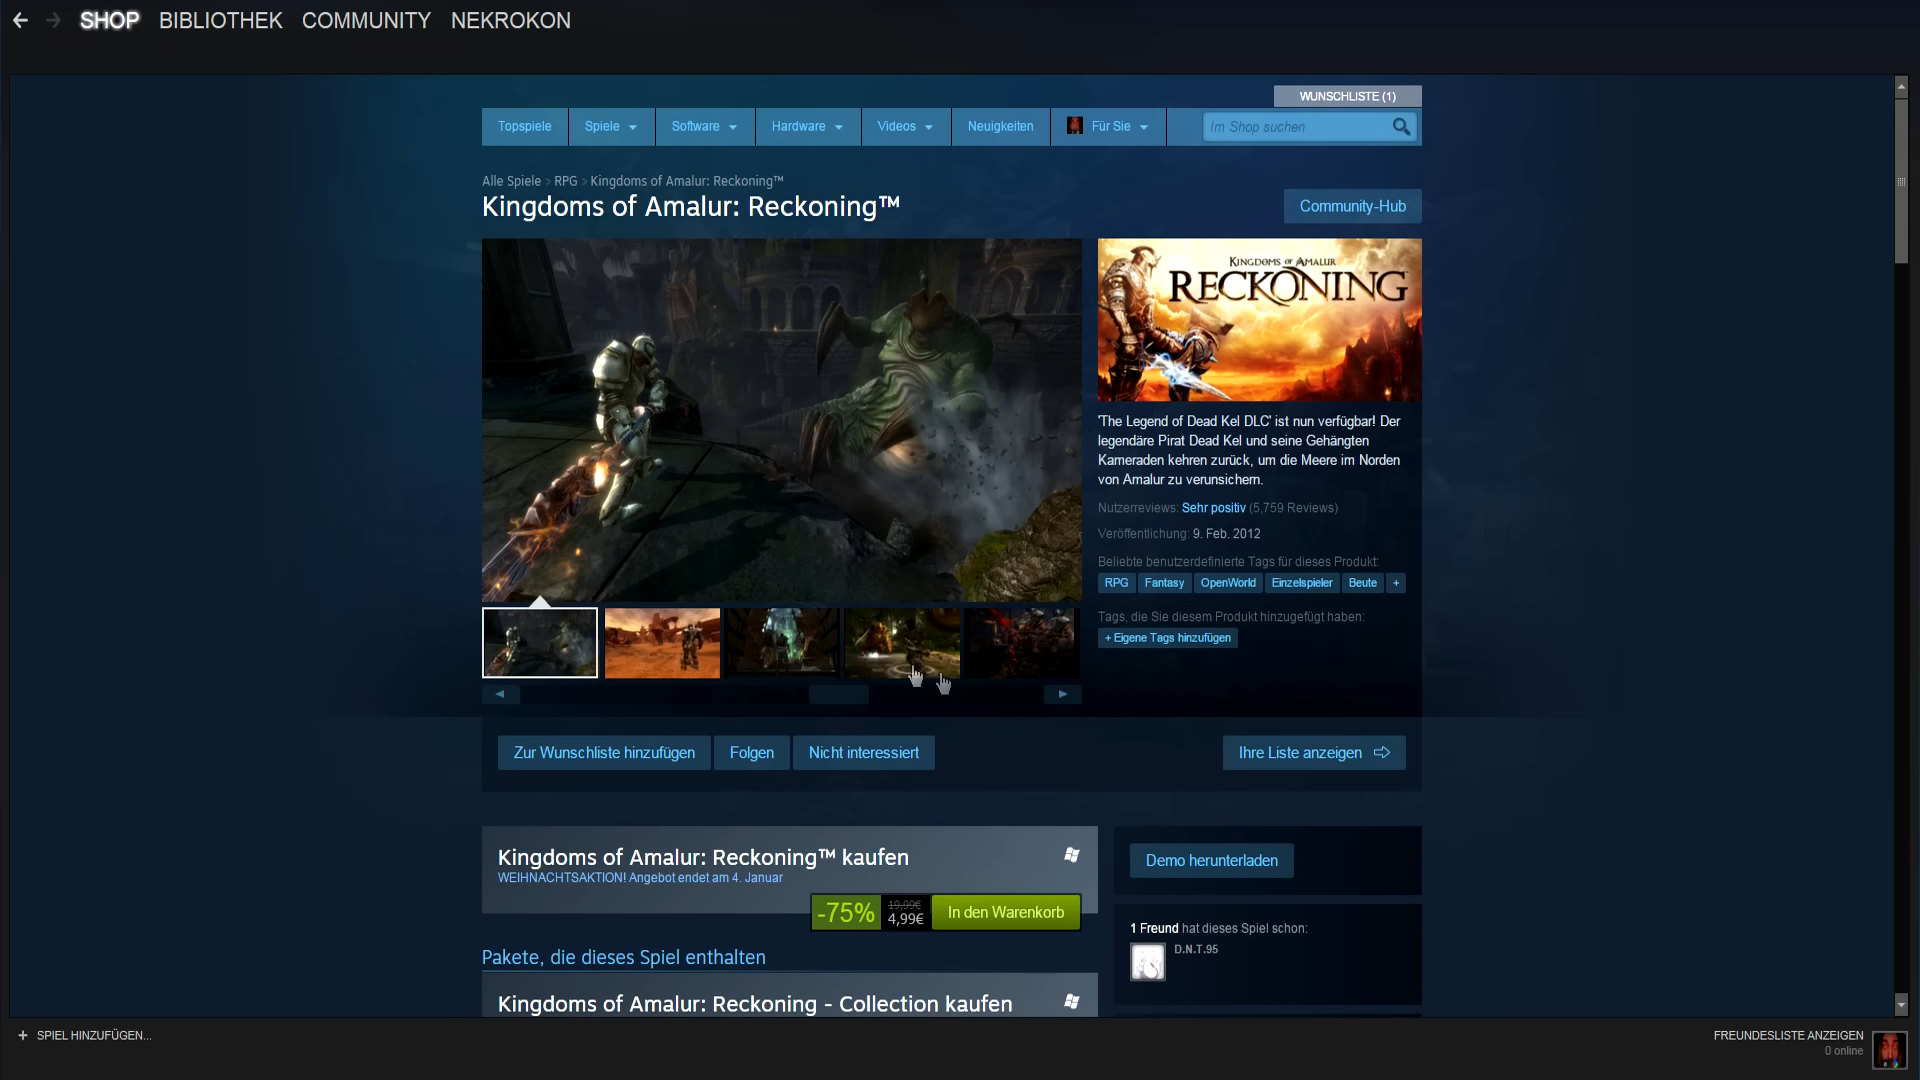 SHOP BIBLIOTHEK COMMUNITY NEKROKON
WUNSCHLISTE (1)
Topspiele Spiele Software Hardware Videos Neuigkeiten Für Sie Im Shop suchen
Alle Spiele > RPG > Kingdoms of Amalur: Reckoning™
Kingdoms of Amalur: Reckoning™
Community-Hub
KINGDOMS OF AMALUR
RECKONING
'The Legend of Dead Kel DLC' ist nun verfügbar! Der
legendäre Pirat Dead Kel und seine Gehängten
Kameraden kehren zurück, um die Meere im Norden
von Amalur zu verunsichern.
Nutzerreviews: Sehr positiv (5,759 Reviews)
Veröffentlichung: 9. Feb. 2012
Beliebte benutzerdefinierte Tags für dieses Produkt:
RPG Fantasy OpenWorld Einzelspieler Beute +
Tags, die Sie diesem Produkt hinzugefügt haben:
+ Eigene Tags hinzufügen
Zur Wunschliste hinzufügen Folgen Nicht interessiert Ihre Liste anzeigen
Kingdoms of Amalur: Reckoning™ kaufen
WEIHNACHTSAKTION! Angebot endet am 4. Januar
-75% 19,99€ 4,99€ In den Warenkorb
Demo herunterladen
1 Freund hat dieses Spiel schon:
D.N.T.95
Pakete, die dieses Spiel enthalten
Kingdoms of Amalur: Reckoning - Collection kaufen
+ SPIEL HINZUFÜGEN...
FREUNDESLISTE ANZEIGEN
0 online